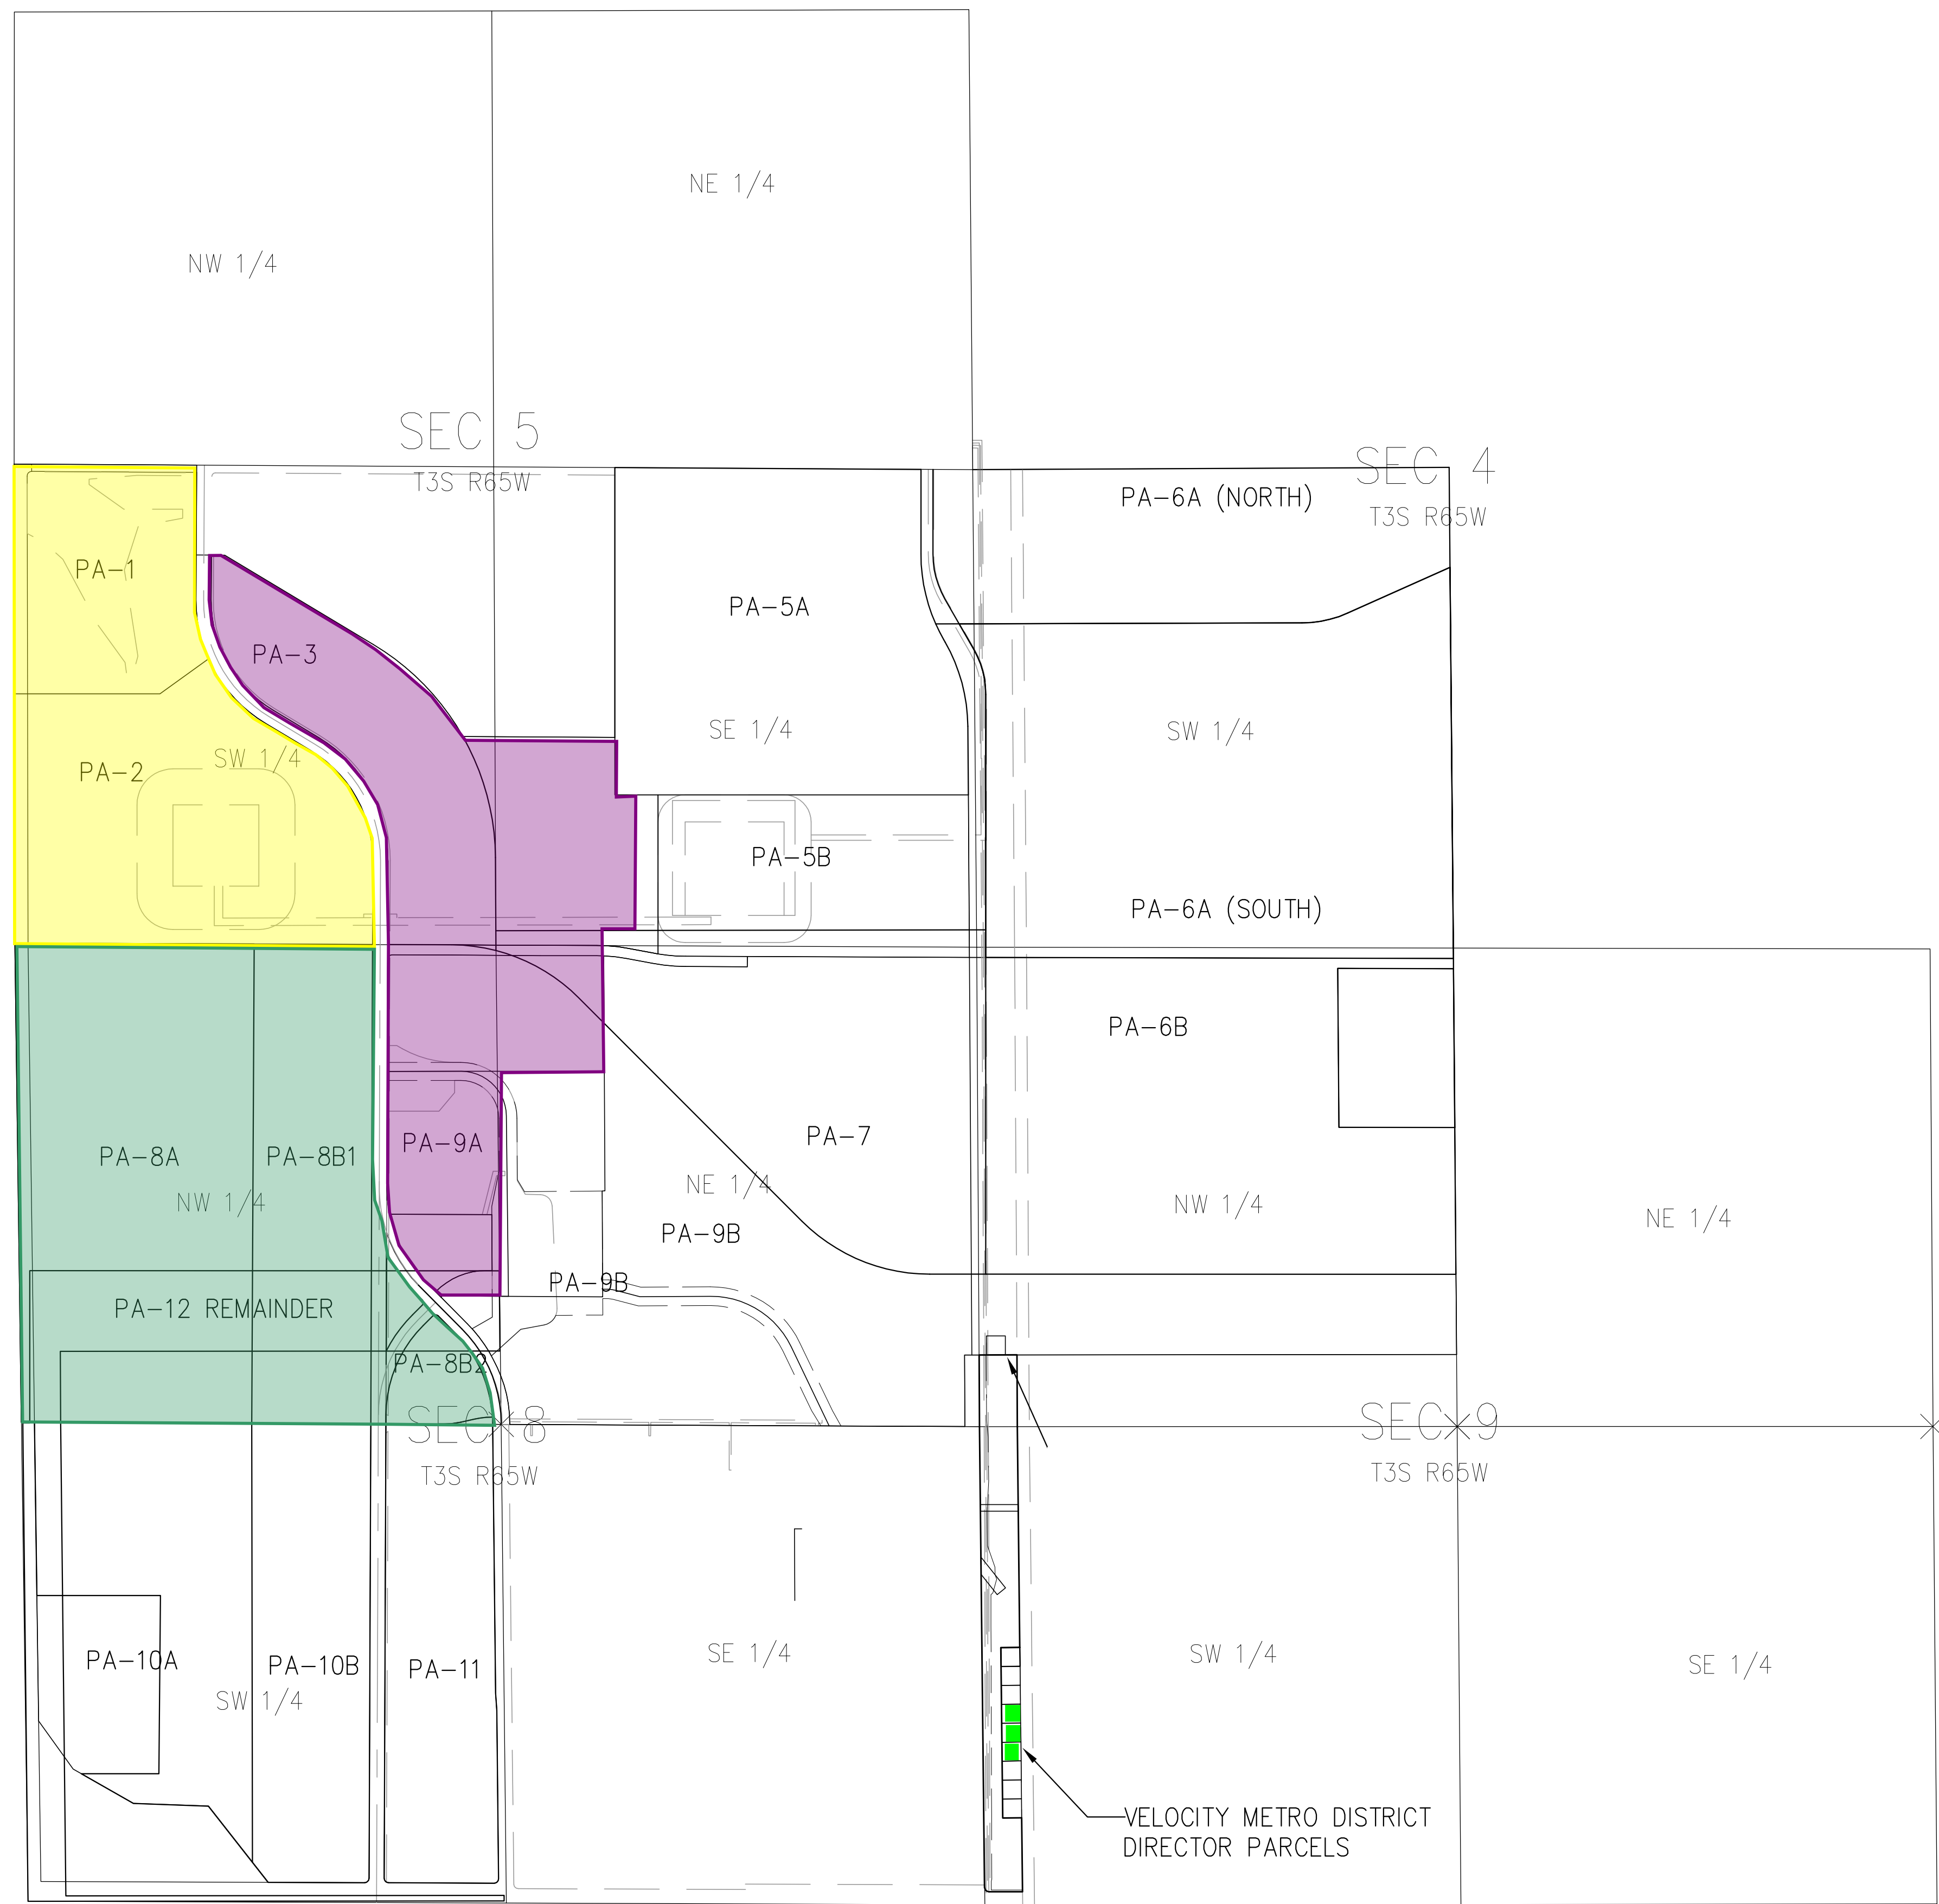 NE 1/4
NW 1/4
SEC 5
T3S R65W
SEC 4
T3S R65W
PA-6A (NORTH)
PA-1
PA-5A
PA-3
SE 1/4
SW 1/4
SW 1/4
PA-2
PA-5B
PA-6A (SOUTH)
PA-6B
PA-7
PA-9A
PA-8A
PA-8B1
NE 1/4
NW 1/4
NW 1/4
NE 1/4
PA-9B
PA-9B
PA-12 REMAINDER
PA-8B2
SEC 8
T3S R65W
SEC 9
T3S R65W
PA-10A
PA-10B
PA-11
SE 1/4
SW 1/4
SE 1/4
SW 1/4
VELOCITY METRO DISTRICT
DIRECTOR PARCELS